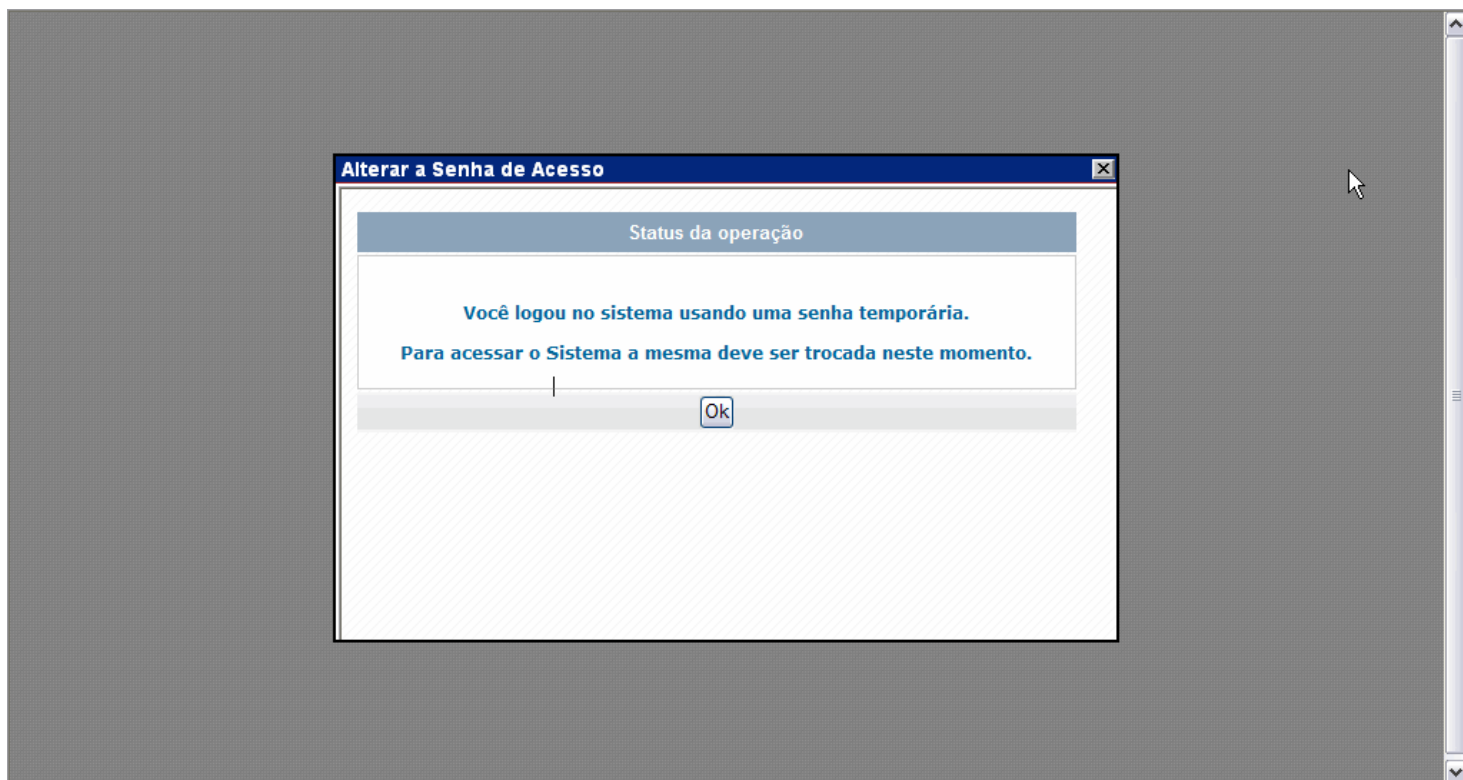 Alterar a Senha de Acesso
Status da operação
Você logou no sistema usando uma senha temporária.
Para acessar o Sistema a mesma deve ser trocada neste momento.
Ok